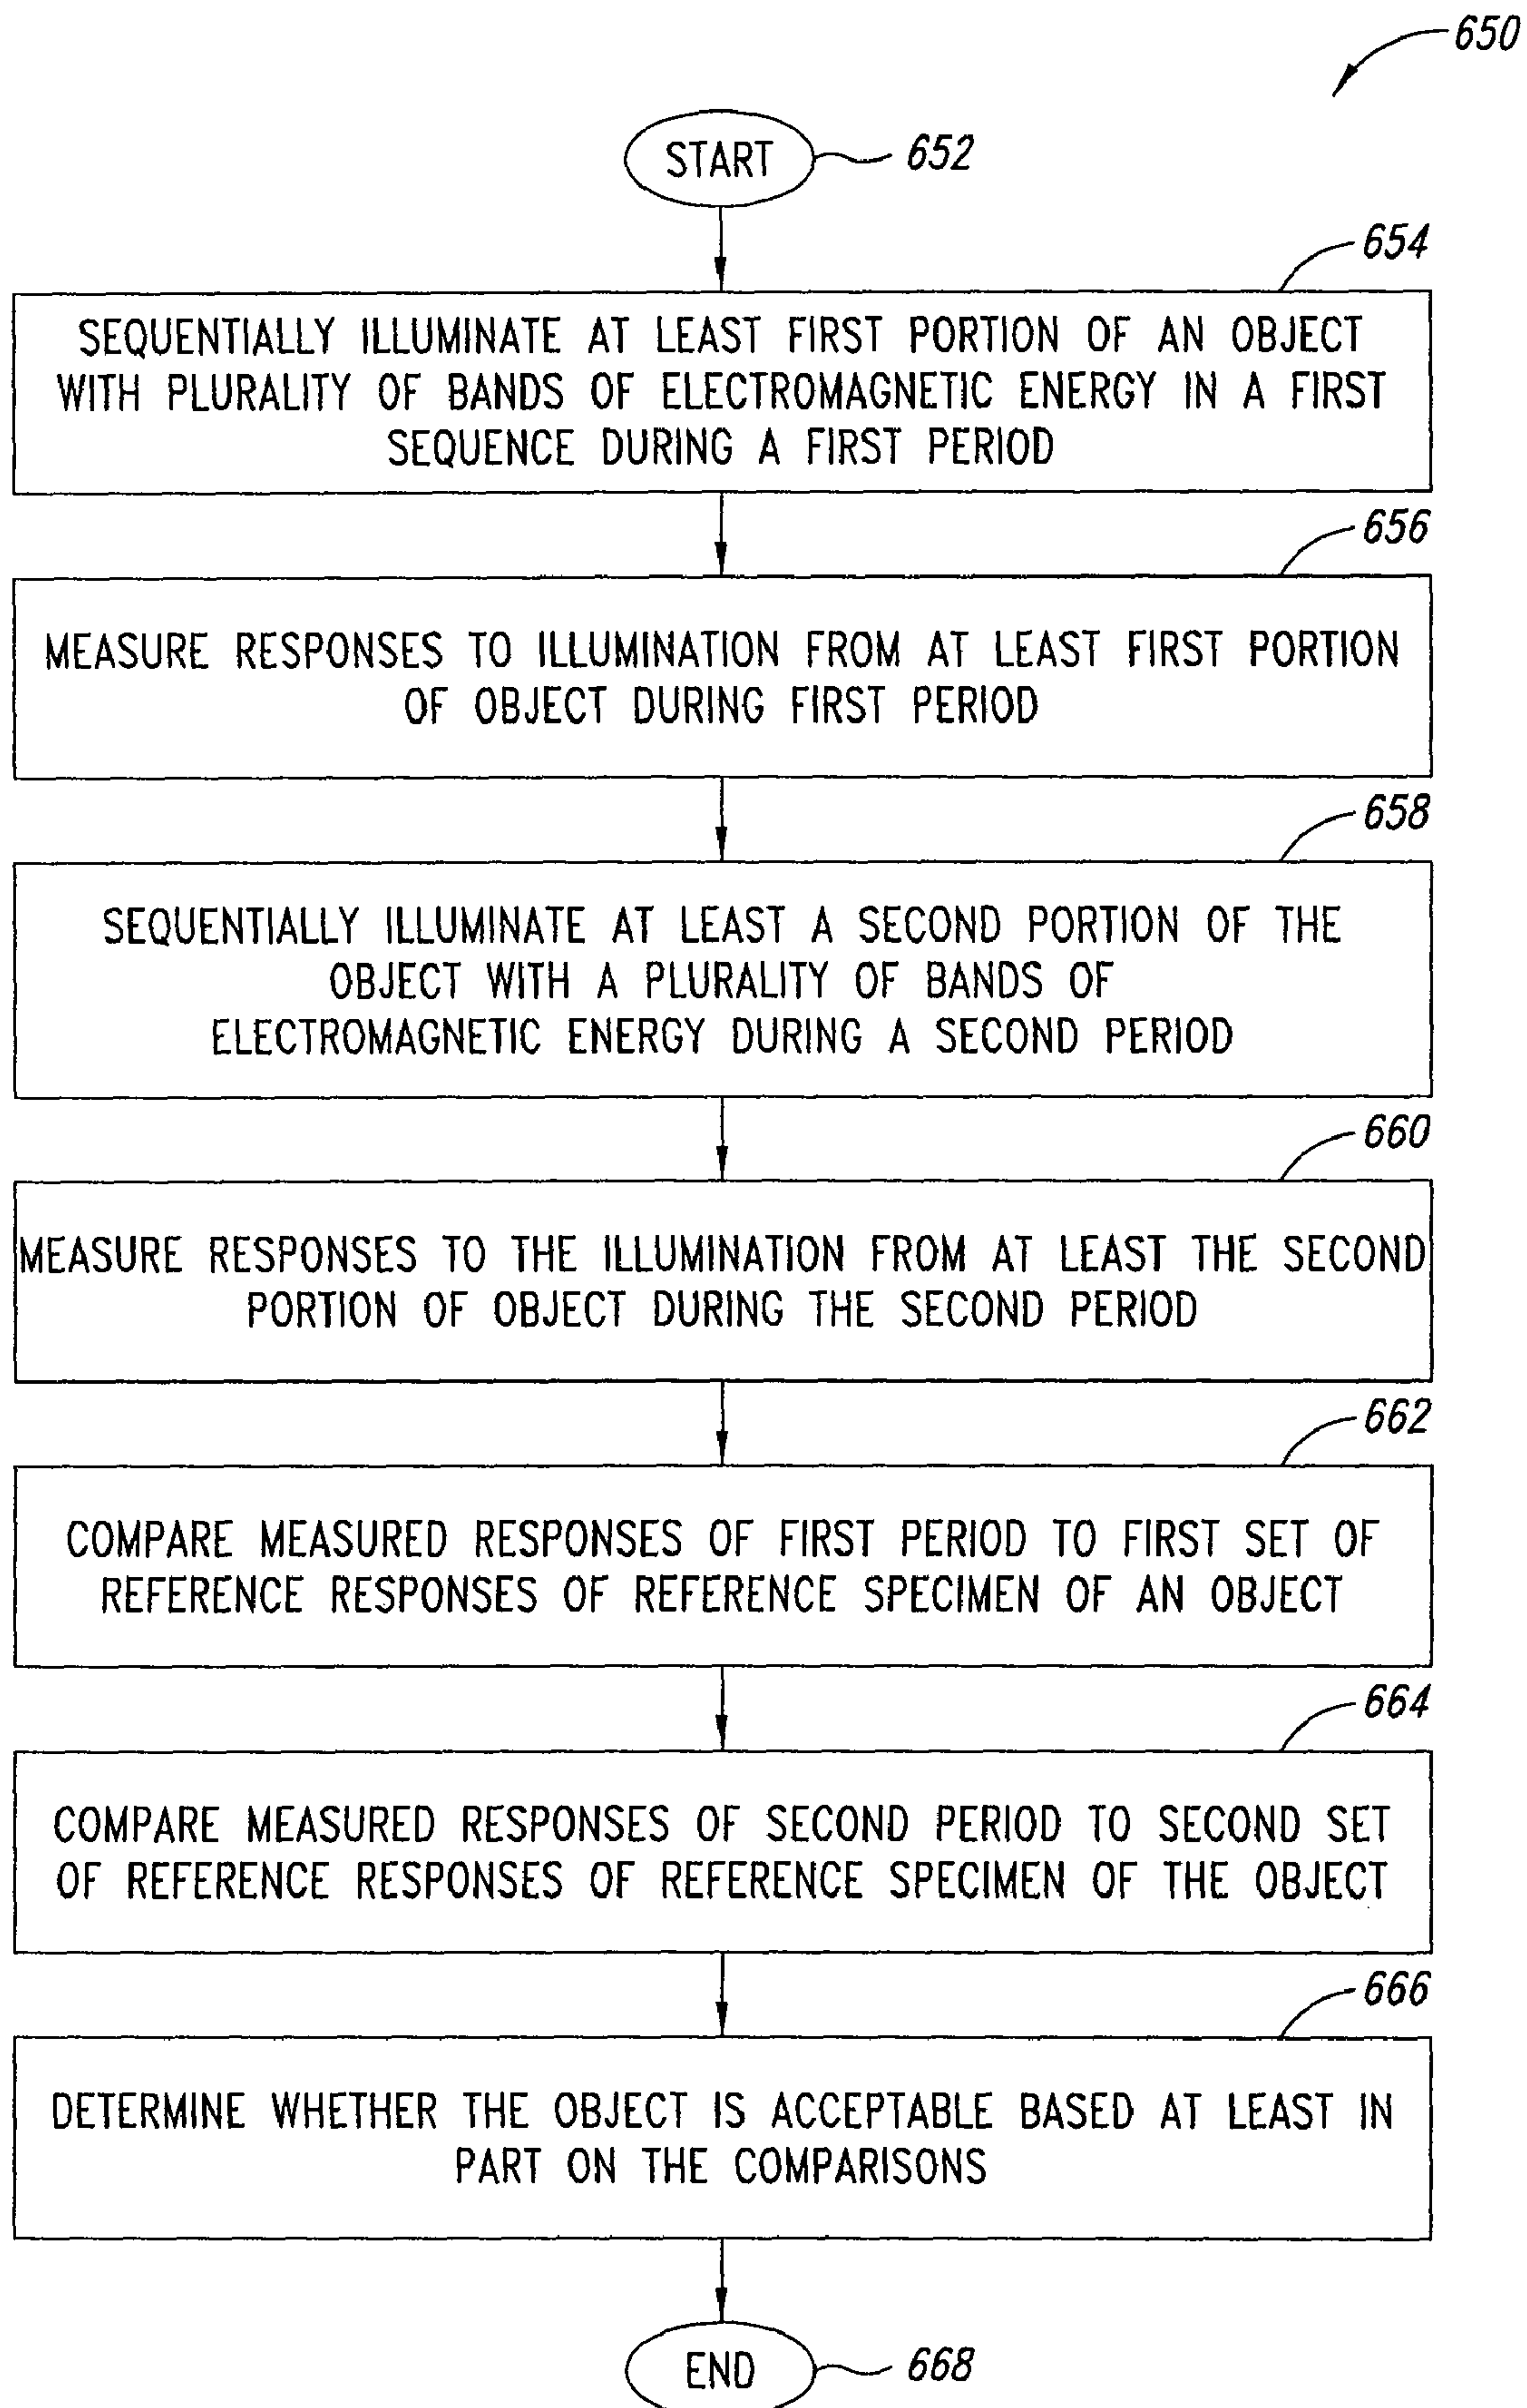 650
START
652
654
SEQUENTIALLY ILLUMINATE AT LEAST FIRST PORTION OF AN OBJECT
WITH PLURALITY OF BANDS OF ELECTROMAGNETIC ENERGY IN A FIRST
SEQUENCE DURING A FIRST PERIOD
656
MEASURE RESPONSES TO ILLUMINATION FROM AT LEAST FIRST PORTION
OF OBJECT DURING FIRST PERIOD
658
SEQUENTIALLY ILLUMINATE AT LEAST A SECOND PORTION OF THE
OBJECT WITH A PLURALITY OF BANDS OF
ELECTROMAGNETIC ENERGY DURING A SECOND PERIOD
660
MEASURE RESPONSES TO THE ILLUMINATION FROM AT LEAST THE SECOND
PORTION OF OBJECT DURING THE SECOND PERIOD
662
COMPARE MEASURED RESPONSES OF FIRST PERIOD TO FIRST SET OF
REFERENCE RESPONSES OF REFERENCE SPECIMEN OF AN OBJECT
664
COMPARE MEASURED RESPONSES OF SECOND PERIOD TO SECOND SET
OF REFERENCE RESPONSES OF REFERENCE SPECIMEN OF THE OBJECT
666
DETERMINE WHETHER THE OBJECT IS ACCEPTABLE BASED AT LEAST IN
PART ON THE COMPARISONS
END
668